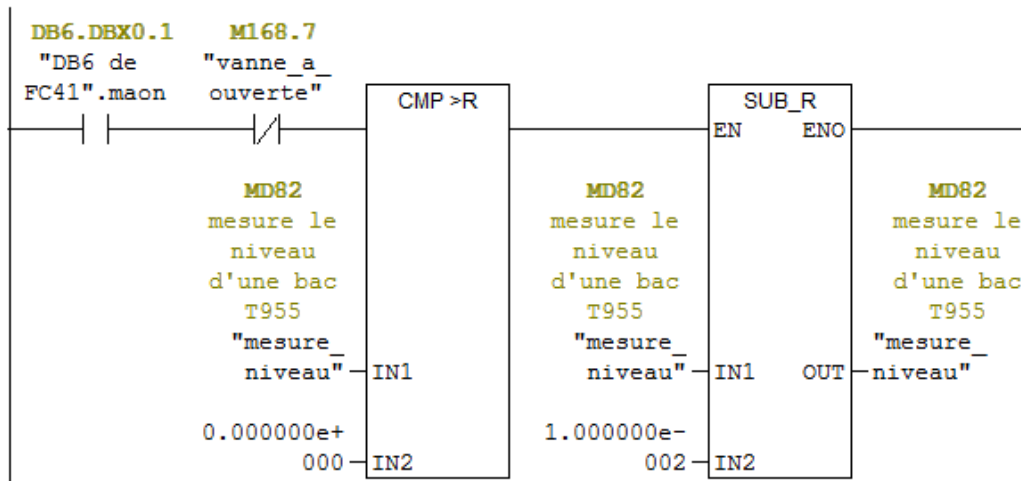 DB6.DBX0.1 M168.7
"DB6 de "vanne_a_
FC41".maon ouverte"
CMP >R
SUB_R
EN ENO
MD82
mesure le
niveau
d'une bac
T955
"mesure_
niveau" IN1
0.000000e+
000 IN2
MD82
mesure le
niveau
d'une bac
T955
"mesure_
niveau" IN1
1.000000e-
002 IN2
MD82
mesure le
niveau
d'une bac
T955
"mesure_
OUT niveau"